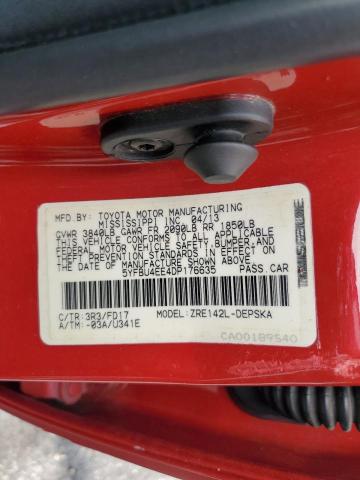 MFD. BY: TOYOTA MOTOR MANUFACTURING
MISSISSIPPI INC. 04/13
GVWR 3840LB GAWR FR 2090LB RR 1850LB
THIS VEHICLE CONFORMS TO ALL APPLICABLE
FEDERAL MOTOR VEHICLE SAFETY,BUMPER,AND
THEFT PREVENTION STANDARDS IN EFFECT ON
THE DATE OF MANUFACTURE SHOWN ABOVE.
5YFBU4EE4DP176635 PASS.CAR
C/TR:3R3/FD17 MODEL:ZRE142L-DEPSKA
A/TM:-03A/U341E
CA00189540